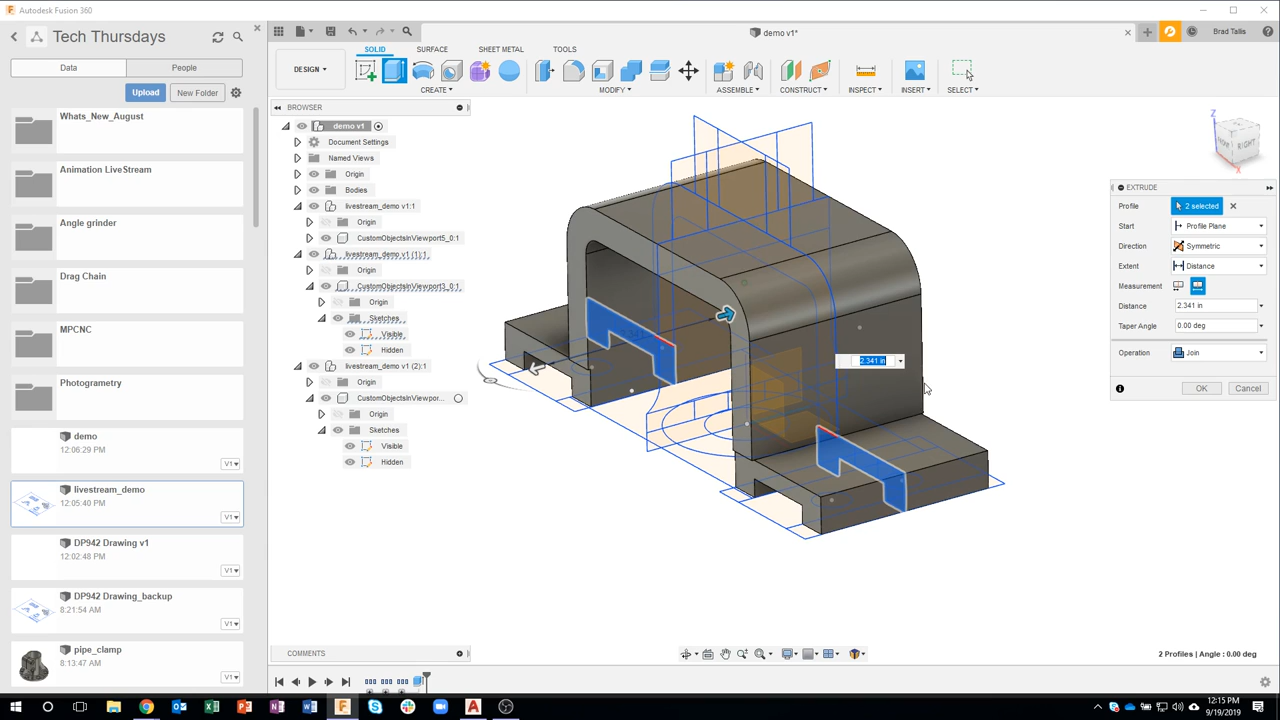 Autodesk Fusion 360
Tech Thursdays
Data
People
Upload
New Folder
Whats_New_August
Animation LiveStream
Angle grinder
Drag Chain
MPCNC
Photogrametry
demo
12:06:29 PM
V1
livestream_demo
12:05:40 PM
V1
DP942 Drawing v1
12:02:48 PM
V1
DP942 Drawing_backup
8:21:54 AM
V1
pipe_clamp
8:13:47 AM
V1
demo v1*
Brad Tallis
SOLID
SURFACE
SHEET METAL
TOOLS
DESIGN
CREATE
MODIFY
ASSEMBLE
CONSTRUCT
INSPECT
INSERT
SELECT
BROWSER
demo v1
Document Settings
Named Views
Origin
Bodies
livestream_demo v1:1
Origin
CustomObjectsInViewport5_0:1
livestream_demo v1 (1):1
Origin
CustomObjectsInViewport3_0:1
Origin
Sketches
Visible
Hidden
livestream_demo v1 (2):1
Origin
CustomObjectsInViewpor...
Origin
Sketches
Visible
Hidden
Z
RIGHT
X
EXTRUDE
Profile
2 selected
Start
Profile Plane
Direction
Symmetric
Extent
Distance
Measurement
Distance
2.341 in
Taper Angle
0.00 deg
Operation
Join
OK
Cancel
2.341 in
COMMENTS
2 Profiles | Angle : 0.00 deg
12:15 PM
9/19/2019